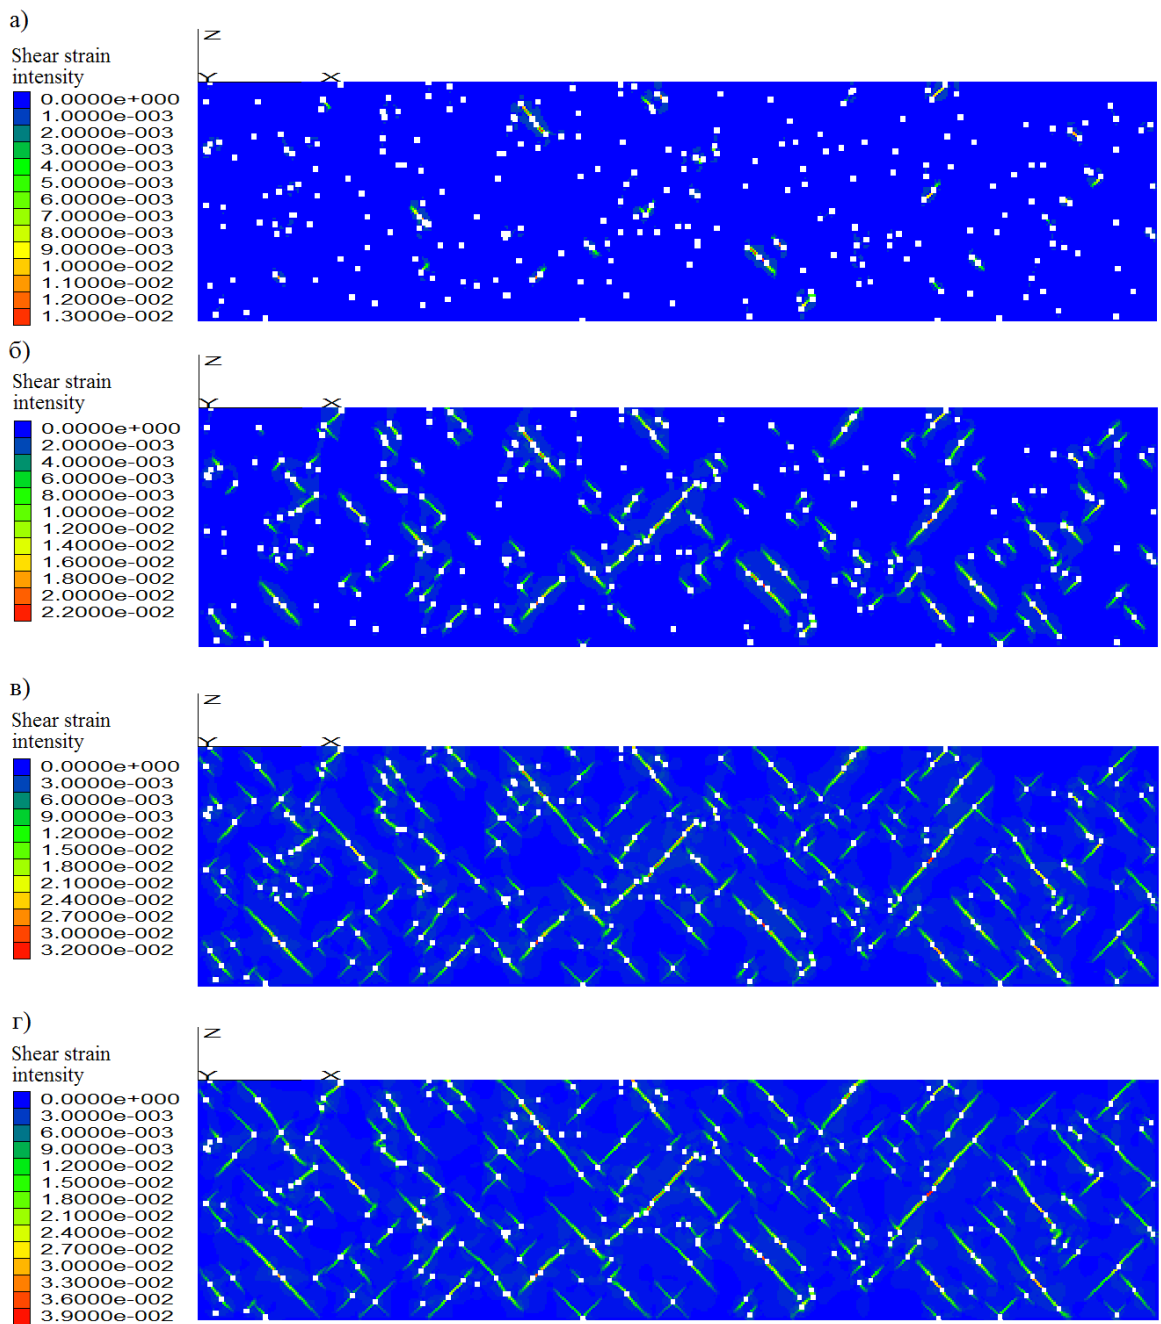 а)
Shear strain
intensity
0.0000e+000
1.0000e-003
2.0000e-003
3.0000e-003
4.0000e-003
5.0000e-003
6.0000e-003
7.0000e-003
8.0000e-003
9.0000e-003
1.0000e-002
1.1000e-002
1.2000e-002
1.3000e-002
Z
Y X
б)
Shear strain
intensity
0.0000e+000
2.0000e-003
4.0000e-003
6.0000e-003
8.0000e-003
1.0000e-002
1.2000e-002
1.4000e-002
1.6000e-002
1.8000e-002
2.0000e-002
2.2000e-002
Z
Y X
в)
Shear strain
intensity
0.0000e+000
3.0000e-003
6.0000e-003
9.0000e-003
1.2000e-002
1.5000e-002
1.8000e-002
2.1000e-002
2.4000e-002
2.7000e-002
3.0000e-002
3.2000e-002
Z
Y X
г)
Shear strain
intensity
0.0000e+000
3.0000e-003
6.0000e-003
9.0000e-003
1.2000e-002
1.5000e-002
1.8000e-002
2.1000e-002
2.4000e-002
2.7000e-002
3.0000e-002
3.3000e-002
3.6000e-002
3.9000e-002
Z
Y X